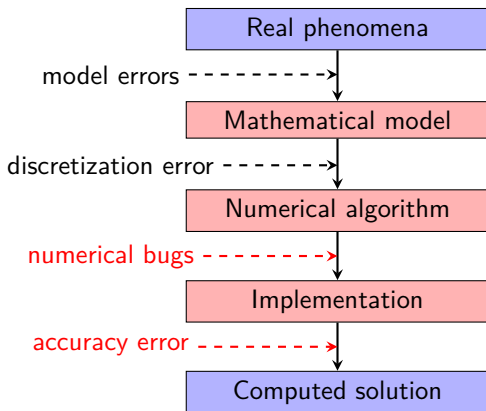 Real phenomena
model errors
Mathematical model
discretization error
Numerical algorithm
numerical bugs
Implementation
accuracy error
Computed solution